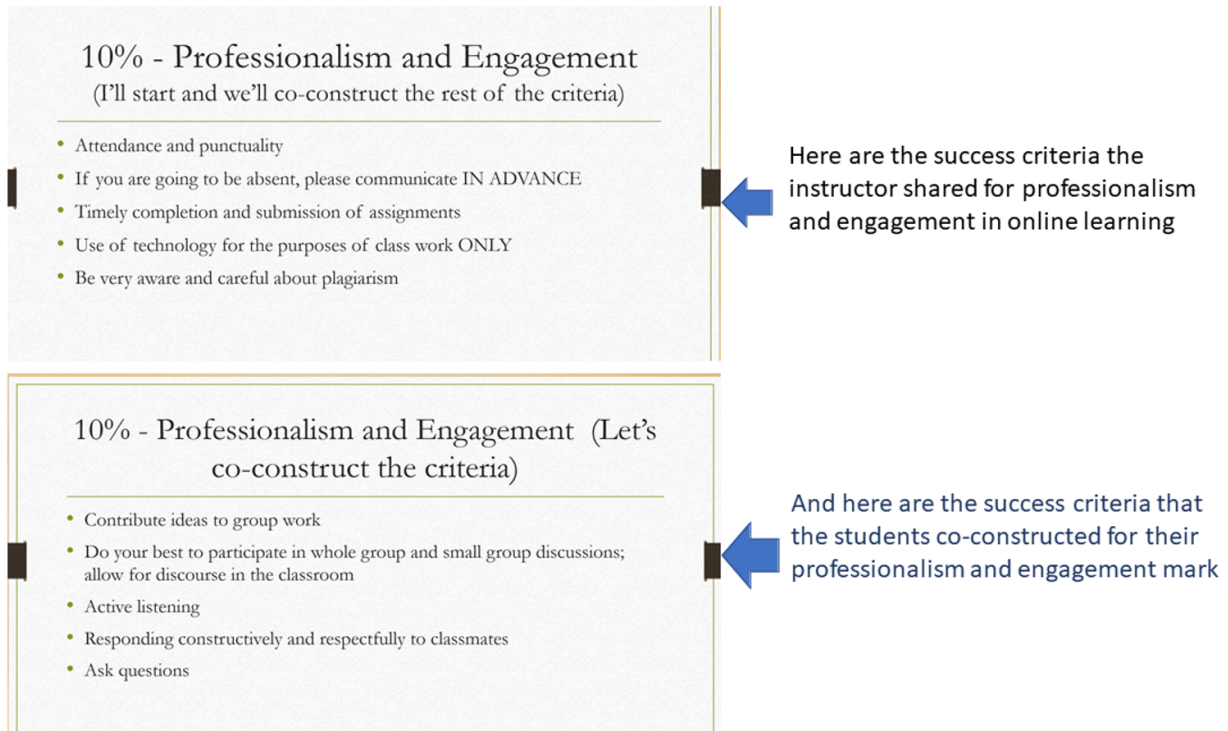 10% - Professionalism and Engagement
(I'll start and we'll co-construct the rest of the criteria)
• Attendance and punctuality
• If you are going to be absent, please communicate IN ADVANCE
• Timely completion and submission of assignments
• Use of technology for the purposes of class work ONLY
• Be very aware and careful about plagiarism
Here are the success criteria the
instructor shared for professionalism
and engagement in online learning
10% - Professionalism and Engagement (Let's
co-construct the criteria)
• Contribute ideas to group work
• Do your best to participate in whole group and small group discussions;
allow for discourse in the classroom
• Active listening
• Responding constructively and respectfully to classmates
• Ask questions
And here are the success criteria that
the students co-constructed for their
professionalism and engagement mark